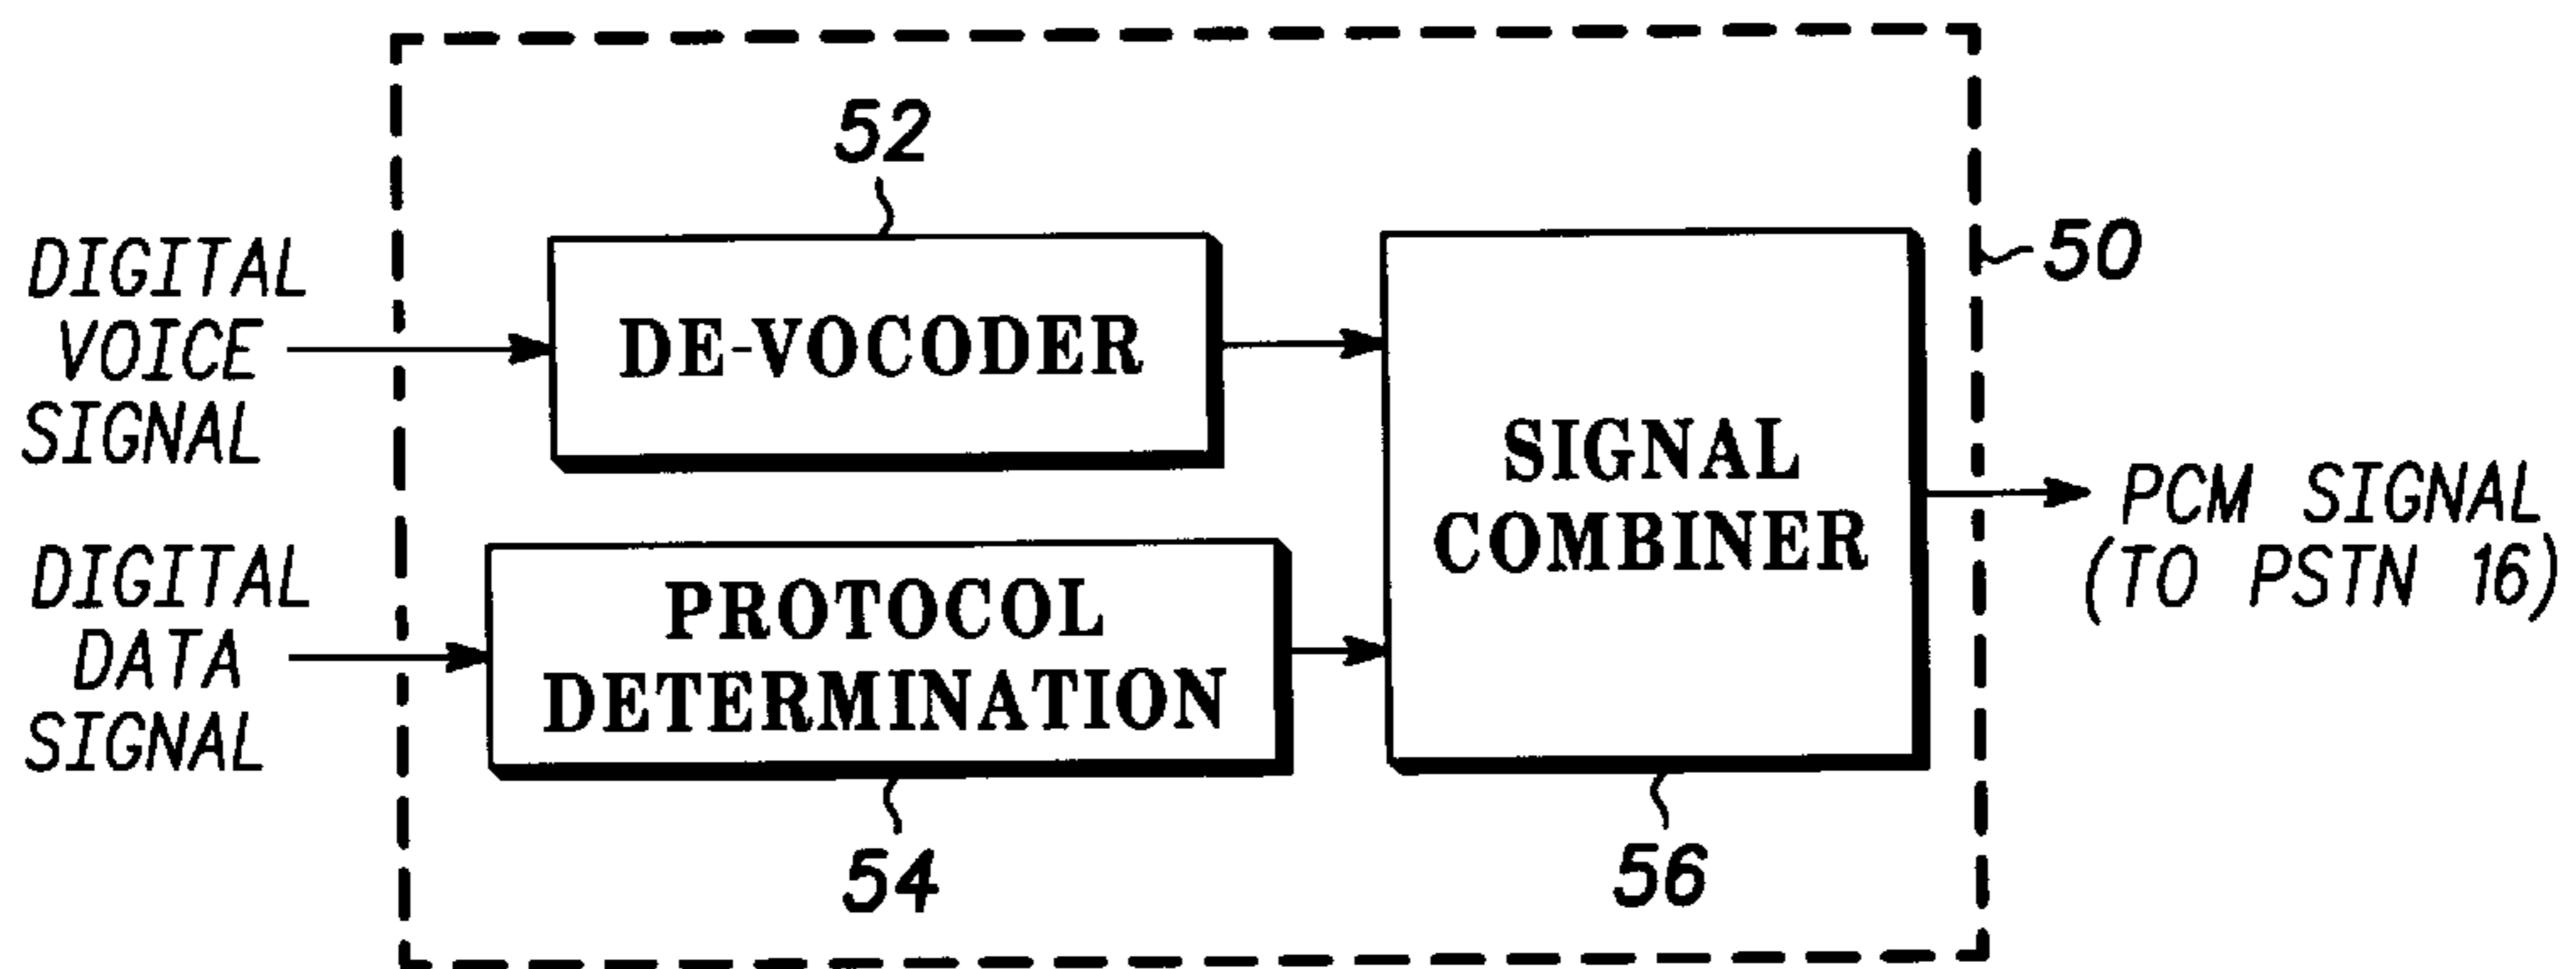 52
50
DIGITAL
VOICE
SIGNAL
DE-VOCODER
SIGNAL
COMBINER
PCM SIGNAL
(TO PSTN 16)
DIGITAL
DATA
SIGNAL
PROTOCOL
DETERMINATION
54
56